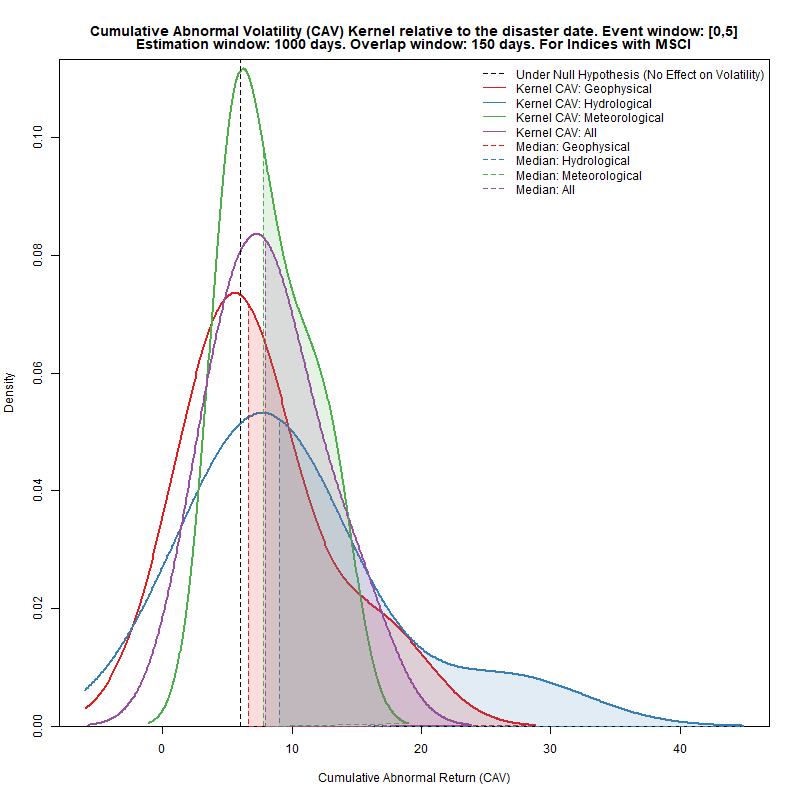 Cumulative Abnormal Volatility (CAV) Kernel relative to the disaster date. Event window: [0,5]
Estimation window: 1000 days. Overlap window: 150 days. For Indices with MSCI
Under Null Hypothesis (No Effect on Volatility)
Kernel CAV: Geophysical
Kernel CAV: Hydrological
Kernel CAV: Meteorological
Kernel CAV: All
Median: Geophysical
Median: Hydrological
Median: Meteorological
Median: All
Density
0.10
0.08
0.06
0.04
0.02
0.00
0 10 20 30 40
Cumulative Abnormal Return (CAV)